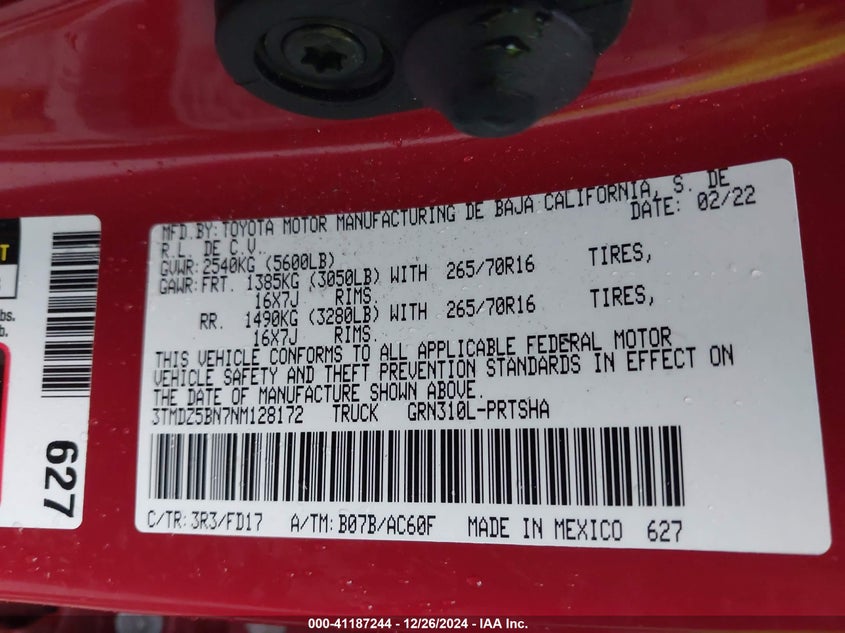 MFD.BY: TOYOTA MOTOR MANUFACTURING DE BAJA CALIFORNIA, S. DE
R.L. DE C.V. DATE: 02/22
GVWR: 2540KG (5600LB)
GAWR: FRT. 1385KG (3050LB) WITH 265/70R16 TIRES,
16X7J RIMS.
RR. 1490KG (3280LB) WITH 265/70R16 TIRES,
16X7J RIMS.
THIS VEHICLE CONFORMS TO ALL APPLICABLE FEDERAL MOTOR
VEHICLE SAFETY AND THEFT PREVENTION STANDARDS IN EFFECT ON
THE DATE OF MANUFACTURE SHOWN ABOVE.
3TMDZ5BN7NM128172 TRUCK GRN310L-PRTSHA
C/TR: 3R3/FD17 A/TM: B07B/AC60F MADE IN MEXICO 627
627
000-41187244 - 12/26/2024 - IAA Inc.